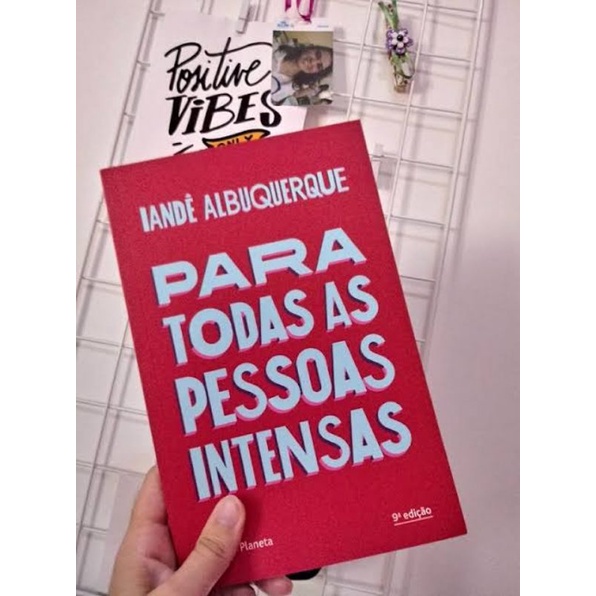 Positive
VIBES
ONLY
IANDÊ ALBUQUERQUE
PARA
TODAS AS
PESSOAS
INTENSAS
Planeta
9ª edição